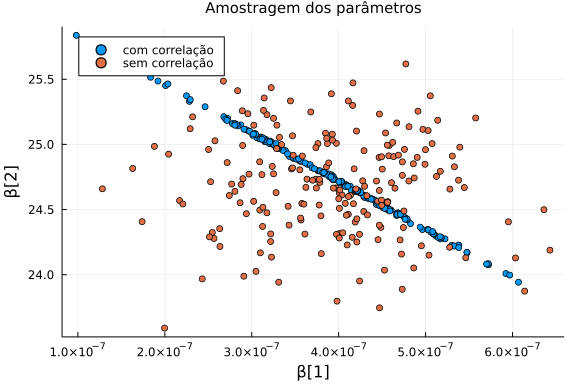 Amostragem dos parâmetros
com correlação
sem correlação
β[2]
25.5
25.0
24.5
24.0
1.0×10⁻⁷ 2.0×10⁻⁷ 3.0×10⁻⁷ 4.0×10⁻⁷ 5.0×10⁻⁷ 6.0×10⁻⁷
β[1]